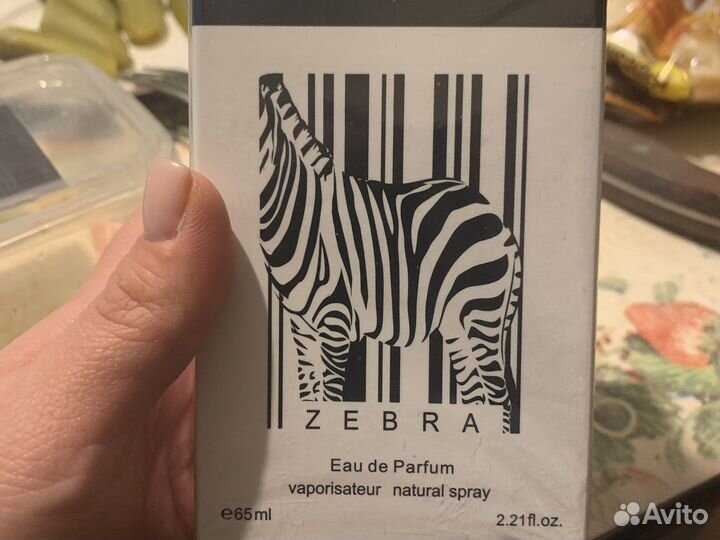 ZEBRA
Eau de Parfum
vaporisateur natural spray
℮65ml 2.21fl.oz.
Avito